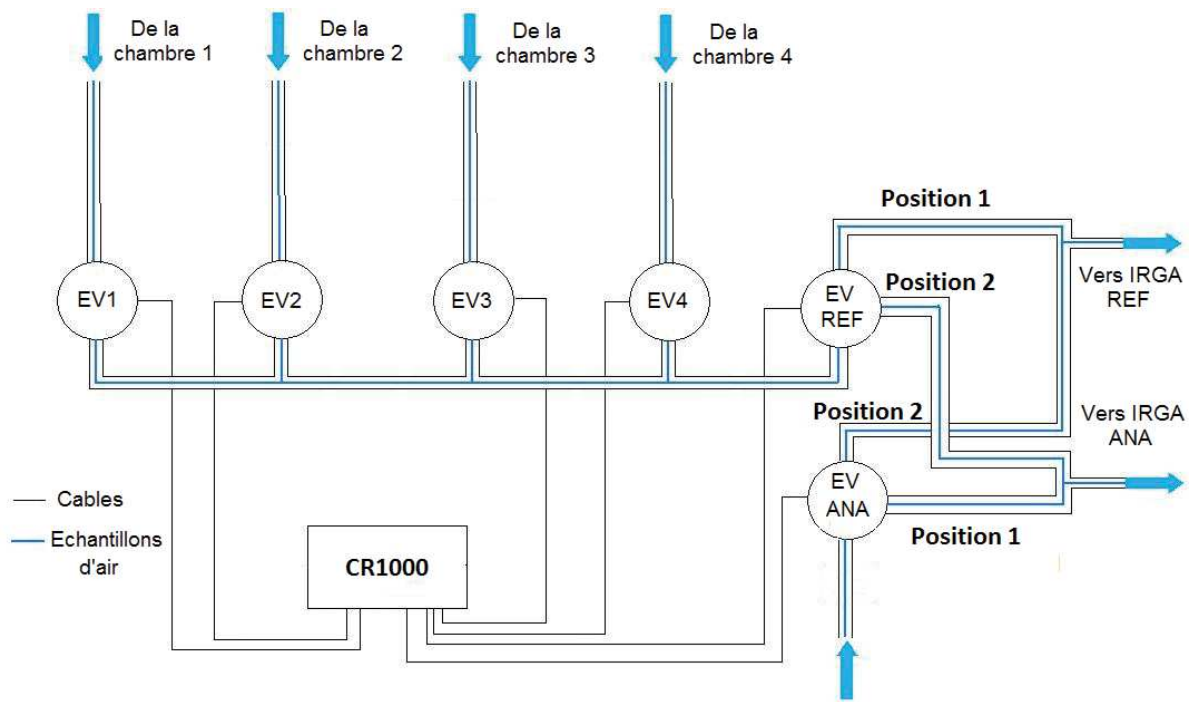 De la
chambre 1
De la
chambre 2
De la
chambre 3
De la
chambre 4
Position 1
Vers IRGA
REF
EV1
EV2
EV3
EV4
EV
REF
Position 2
Position 2
Vers IRGA
ANA
EV
ANA
Position 1
Cables
Echantillons
d'air
CR1000